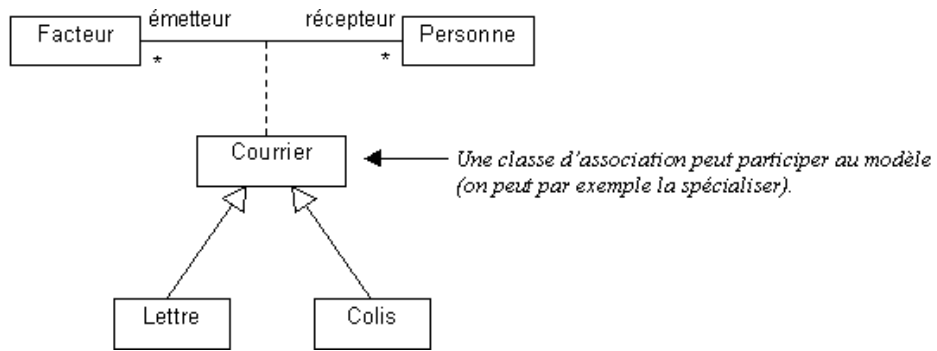 émetteur
récepteur
Facteur
Personne
*
*
Courrier
Une classe d'association peut participer au modèle
(on peut par exemple la spécialiser).
Lettre
Colis